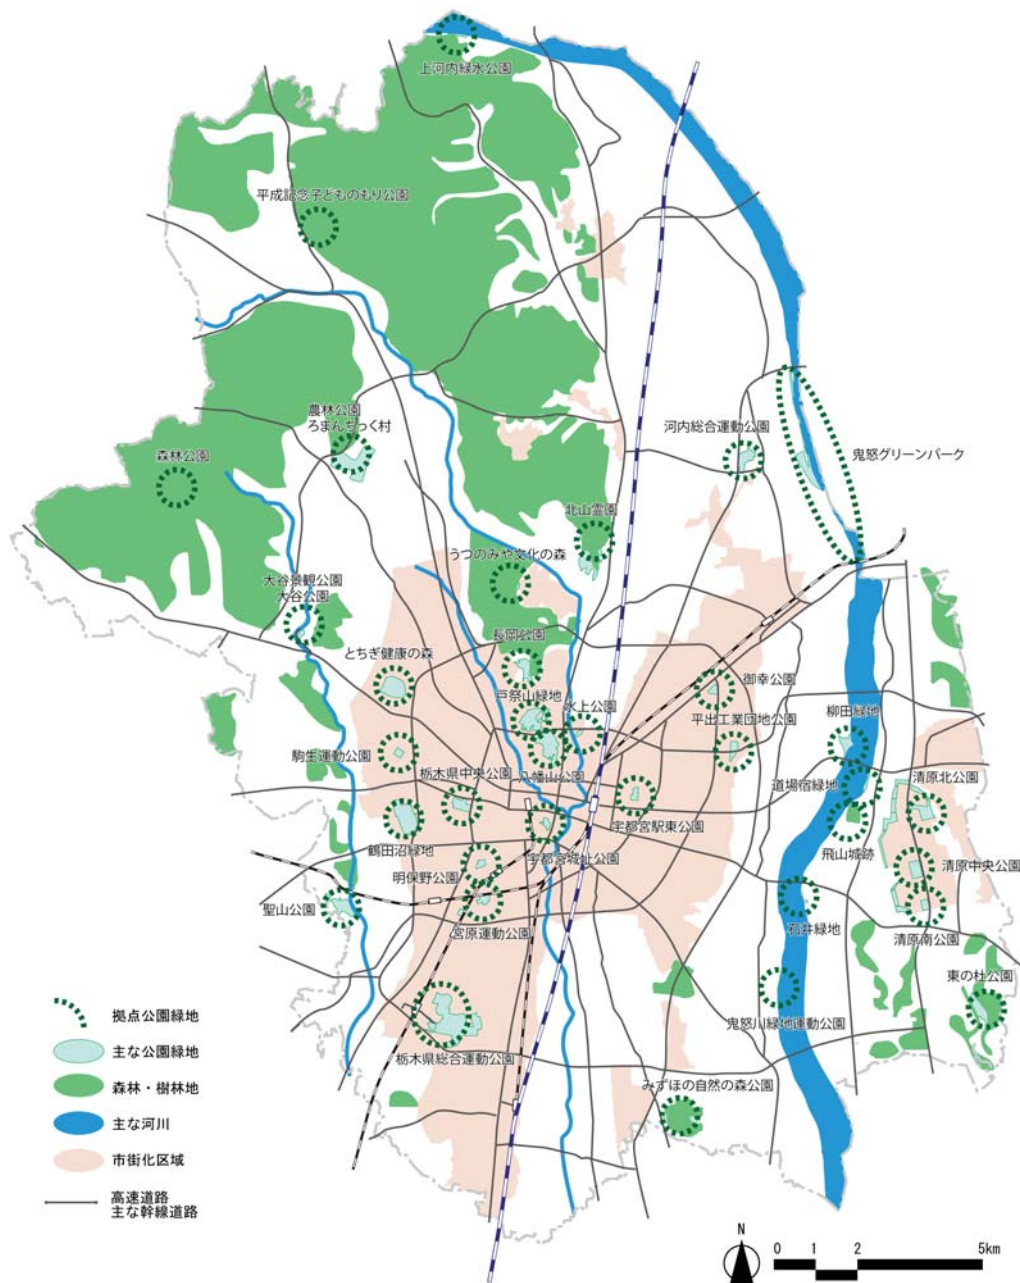 上河内緑水公園
平成記念子どものもり公園
農林公園
ろまんちっく村
河内総合運動公園
鬼怒グリーンパーク
森林公園
北山霊園
うつのみや文化の森
大谷景観公園
大谷公園
長岡公園
とちぎ健康の森
御幸公園
戸祭山緑地
水上公園
平出工業団地公園
柳田緑地
駒生運動公園
栃木県中央公園
八幡山公園
道場宿緑地
清原北公園
宇都宮駅東公園
鶴田沼緑地
宇都宮城址公園
飛山城跡
清原中央公園
明保野公園
聖山公園
宮原運動公園
石井緑地
清原南公園
東の杜公園
鬼怒川緑地運動公園
栃木県総合運動公園
みずほの自然の森公園
拠点公園緑地
主な公園緑地
森林・樹林地
主な河川
市街化区域
高速道路
主な幹線道路
N
0 1 2 5km